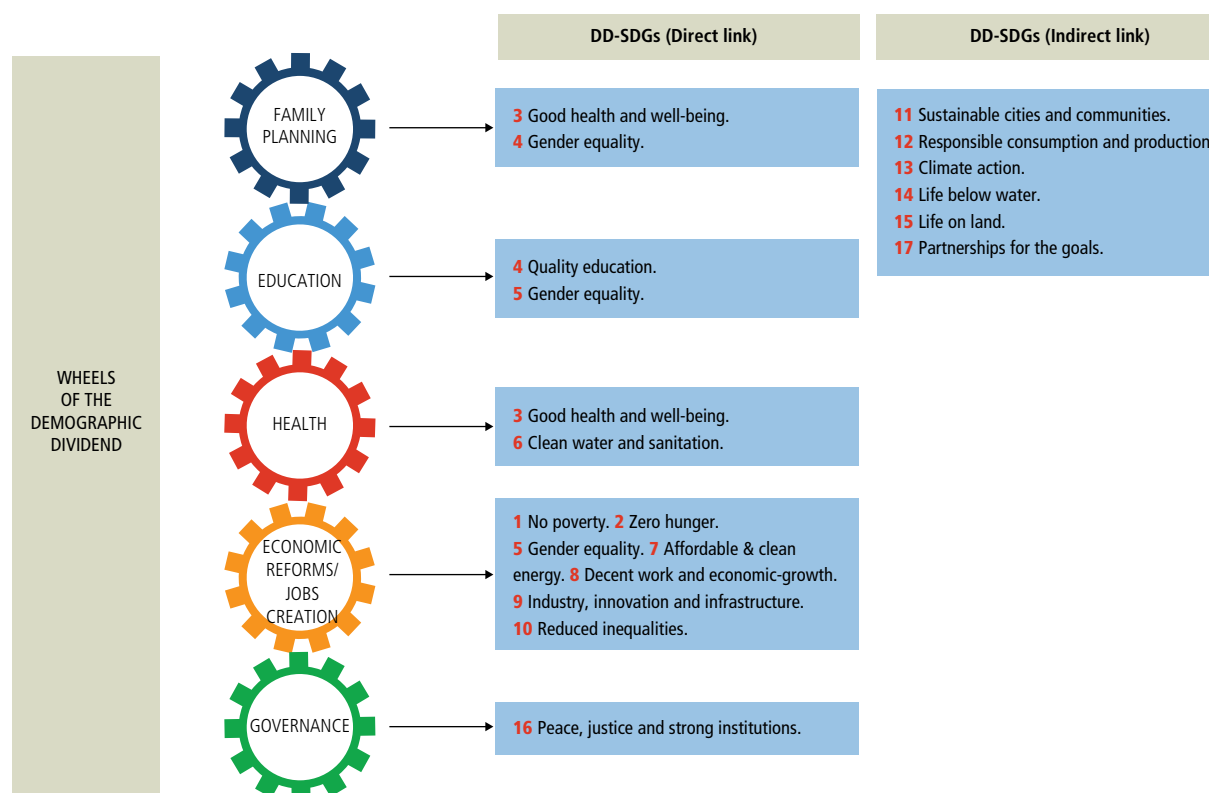 DD-SDGs (Direct link)
DD-SDGs (Indirect link)
WHEELS
OF THE
DEMOGRAPHIC
DIVIDEND
FAMILY
PLANNING
3 Good health and well-being.
4 Gender equality.
11 Sustainable cities and communities.
12 Responsible consumption and production
13 Climate action.
14 Life below water.
15 Life on land.
17 Partnerships for the goals.
EDUCATION
4 Quality education.
5 Gender equality.
HEALTH
3 Good health and well-being.
6 Clean water and sanitation.
ECONOMIC
REFORMS/
JOBS
CREATION
1 No poverty. 2 Zero hunger.
5 Gender equality. 7 Affordable & clean
energy. 8 Decent work and economic-growth.
9 Industry, innovation and infrastructure.
10 Reduced inequalities.
GOVERNANCE
16 Peace, justice and strong institutions.